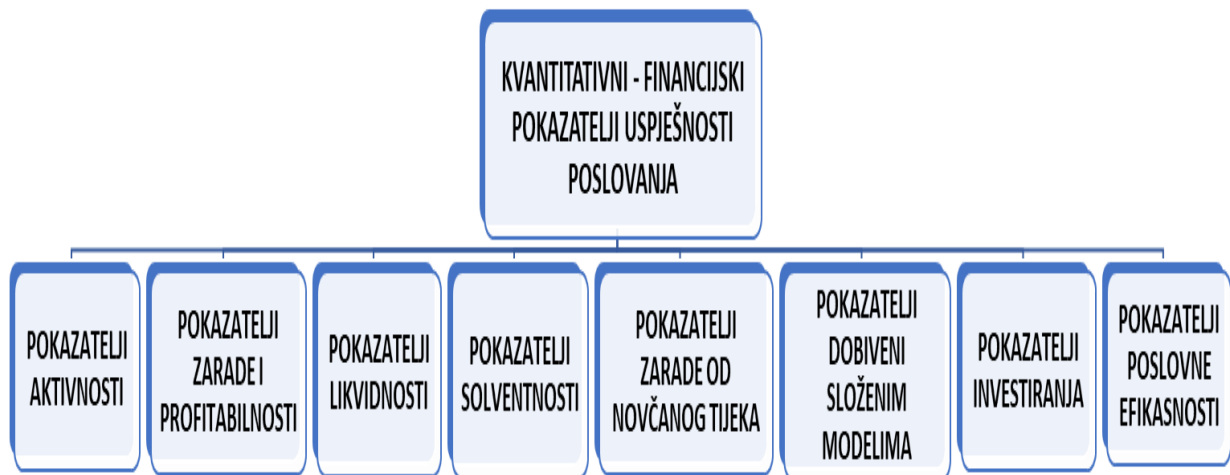 KVANTITATIVNI - FINANCIJSKI
POKAZATELJI USPJEŠNOSTI
POSLOVANJA
POKAZATELJI
AKTIVNOSTI
POKAZATELJI
ZARADE I
PROFITABILNOSTI
POKAZATELJI
LIKVIDNOSTI
POKAZATELJI
SOLVENTNOSTI
POKAZATELJI
ZARADE OD
NOVČANOG TIJEKA
POKAZATELJI
DOBIVENI
SLOŽENIM
MODELIMA
POKAZATELJI
INVESTIRANJA
POKAZATELJI
POSLOVNE
EFIKASNOSTI